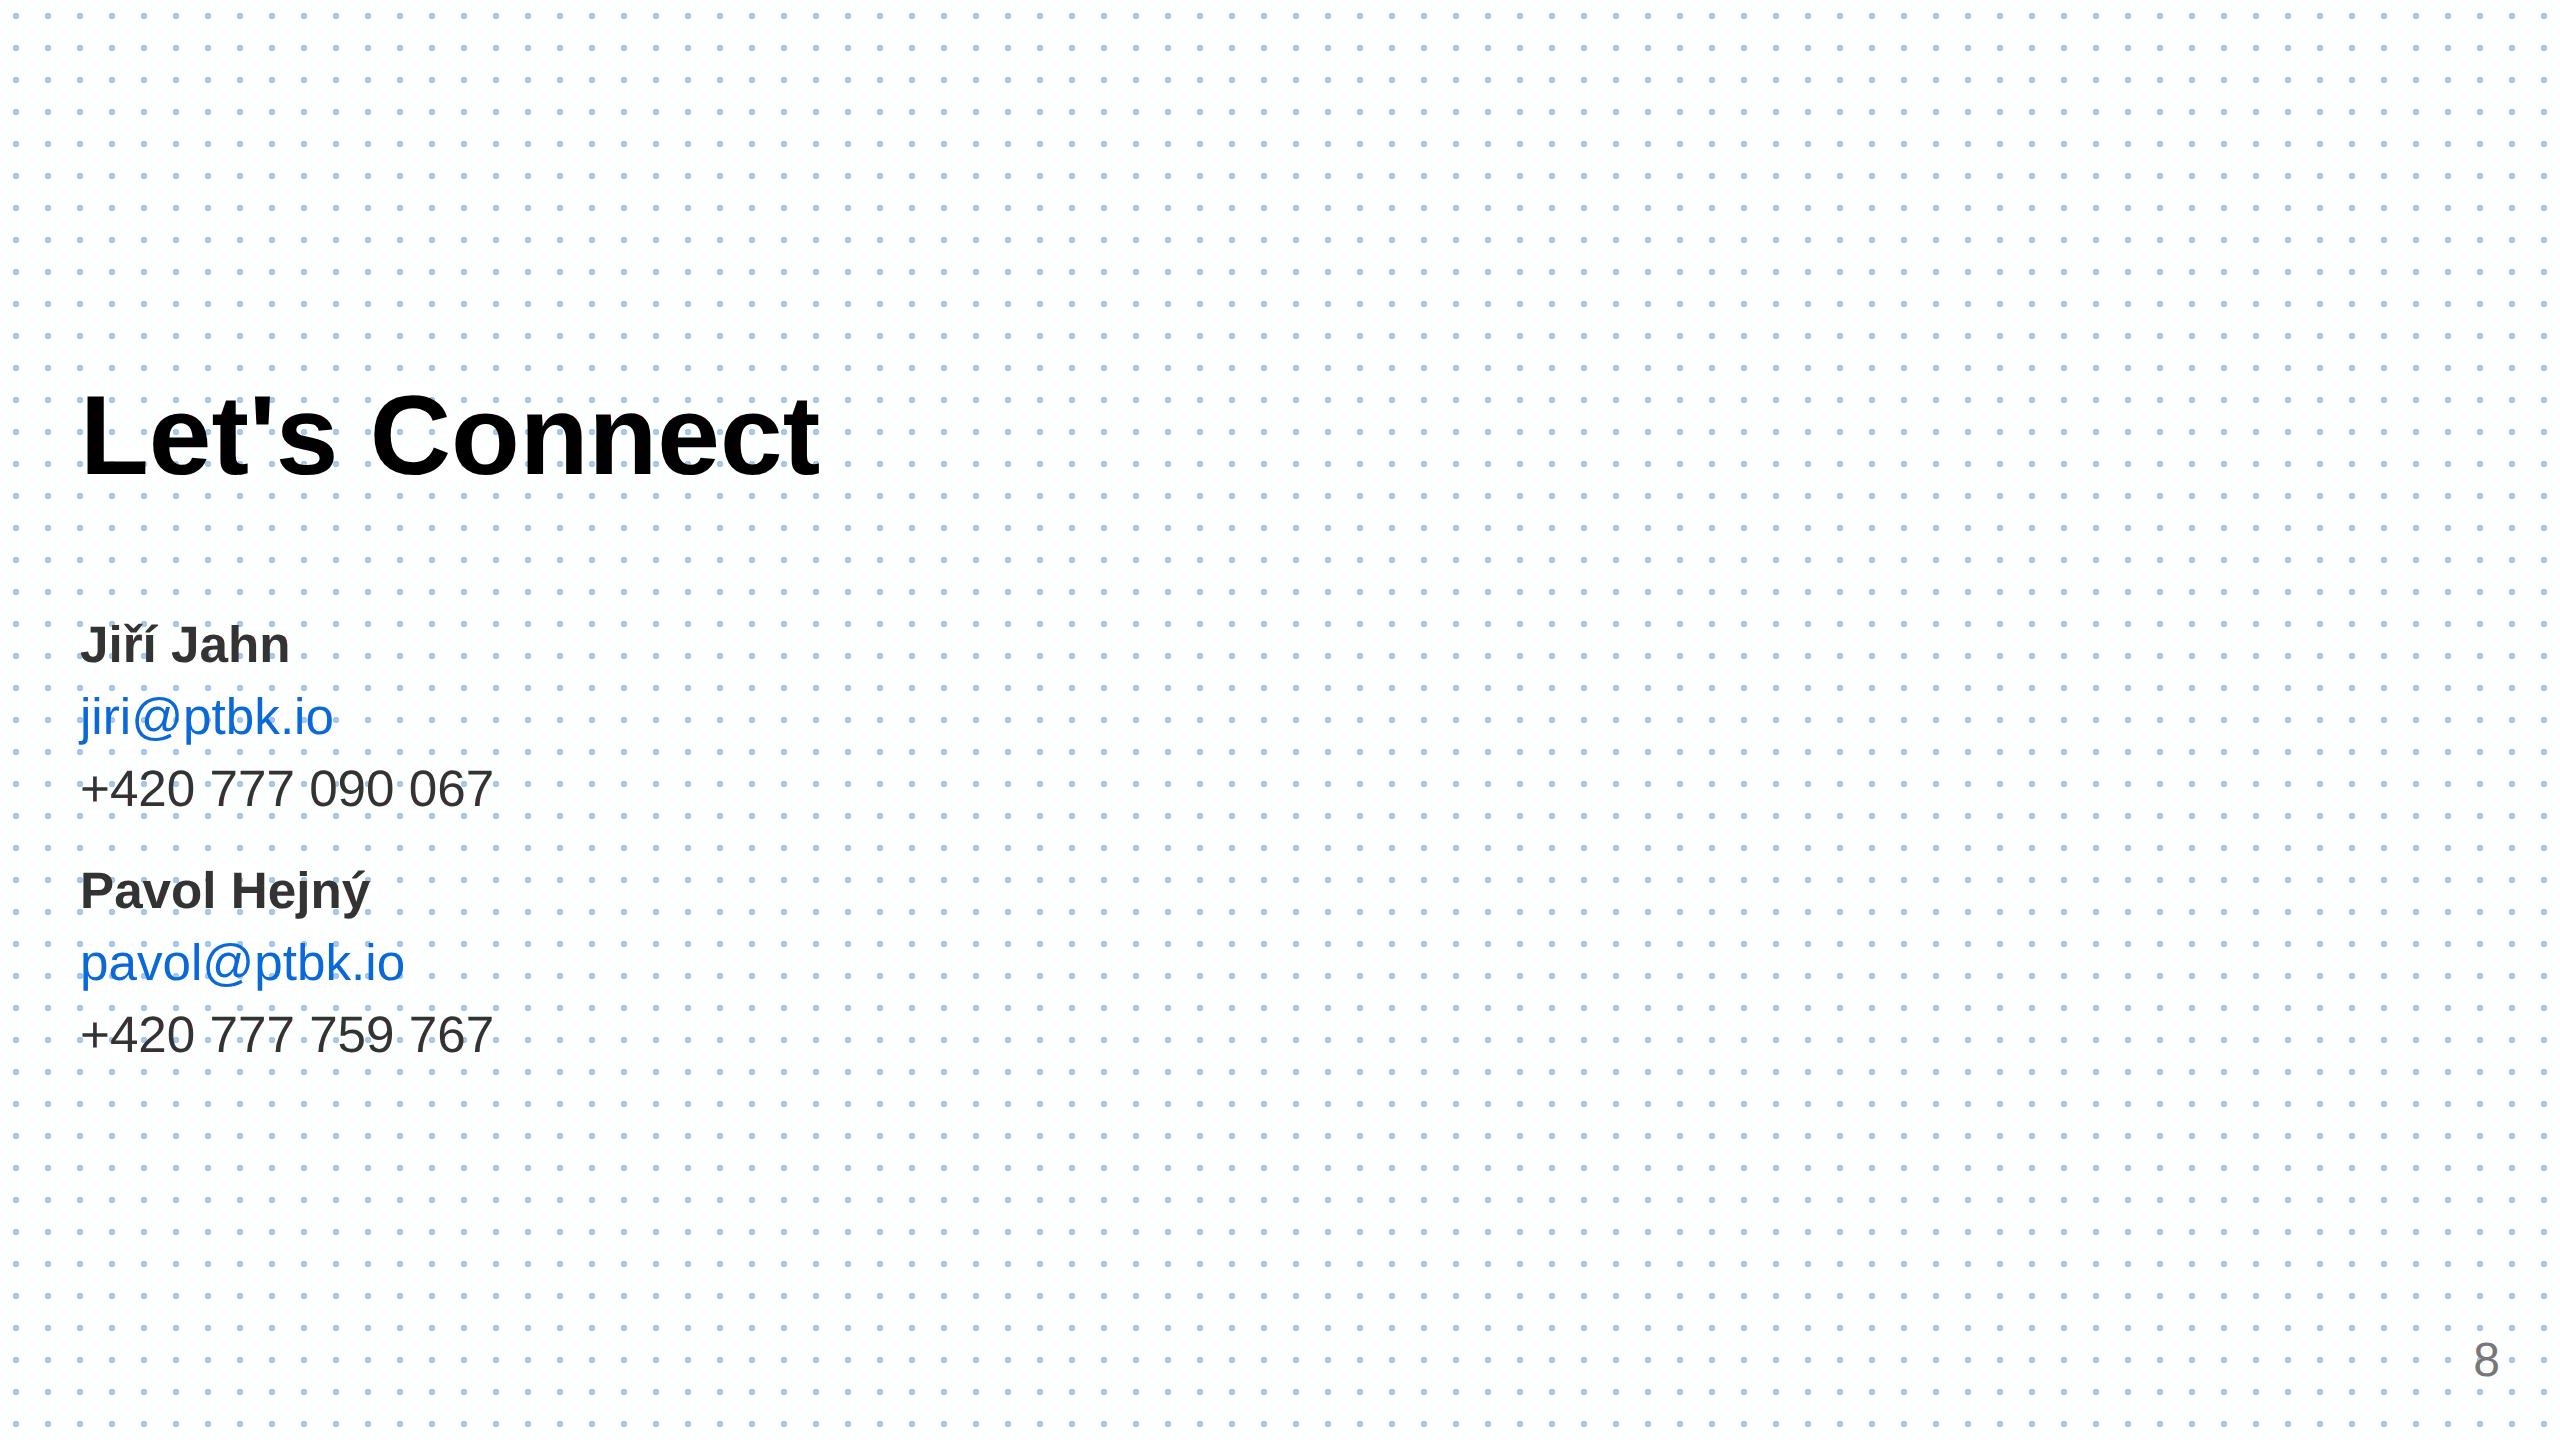 Let's Connect
Jiří Jahn
jiri@ptbk.io
+420 777 090 067
Pavol Hejný
pavol@ptbk.io
+420 777 759 767
8